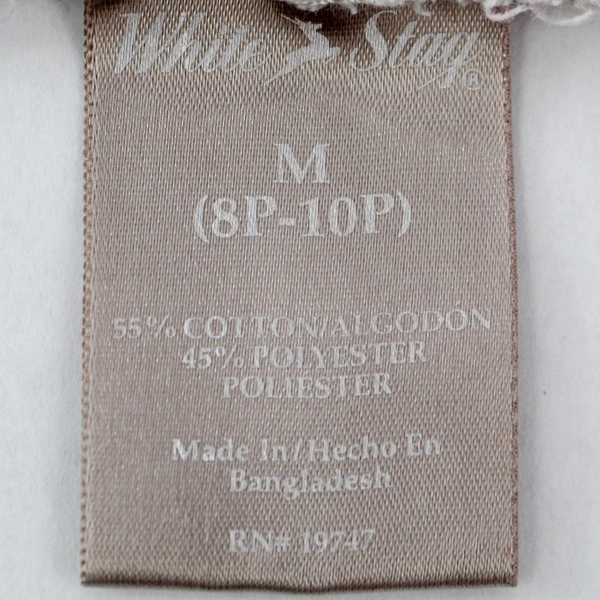 White Stag®
M
(8P-10P)
55% COTTON/ALGODÓN
45% POLYESTER
POLIESTER
Made In/Hecho En
Bangladesh
RN# 19747